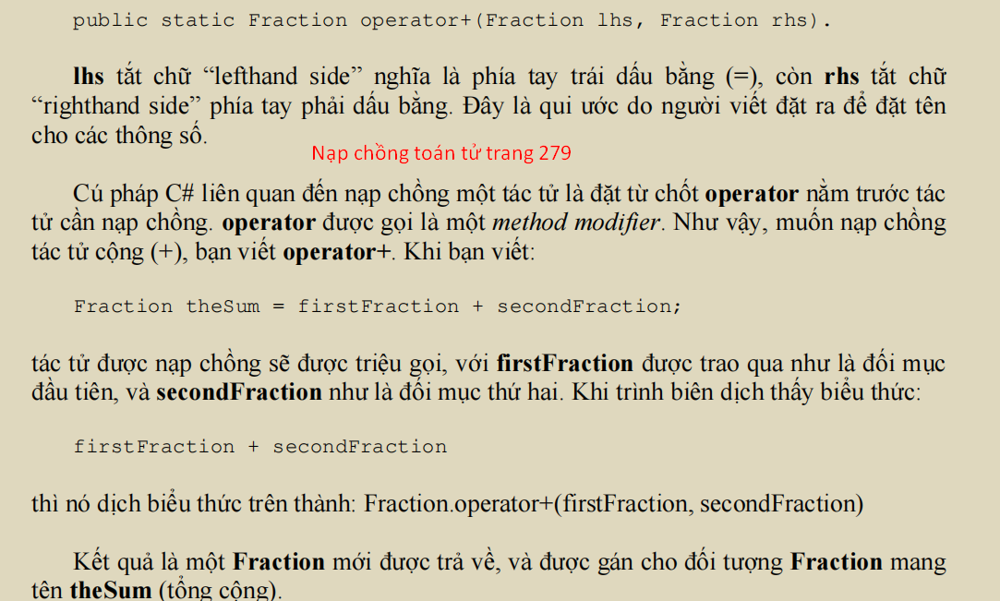 public static Fraction operator+(Fraction lhs, Fraction rhs).
lhs tắt chữ “lefthand side” nghĩa là phía tay trái dấu bằng (=), còn rhs tắt chữ
“righthand side” phía tay phải dấu bằng. Đây là qui ước do người viết đặt ra để đặt tên
cho các thông số.
Nạp chồng toán tử trang 279
Cú pháp C# liên quan đến nạp chồng một tác tử là đặt từ chốt operator nằm trước tác
tử cần nạp chồng. operator được gọi là một method modifier. Như vậy, muốn nạp chồng
tác tử cộng (+), bạn viết operator+. Khi bạn viết:
Fraction theSum = firstFraction + secondFraction;
tác tử được nạp chồng sẽ được triệu gọi, với firstFraction được trao qua như là đối mục
đầu tiên, và secondFraction như là đối mục thứ hai. Khi trình biên dịch thấy biểu thức:
firstFraction + secondFraction
thì nó dịch biểu thức trên thành: Fraction.operator+(firstFraction, secondFraction)
Kết quả là một Fraction mới được trả về, và được gán cho đối tượng Fraction mang
tên theSum (tổng cộng).